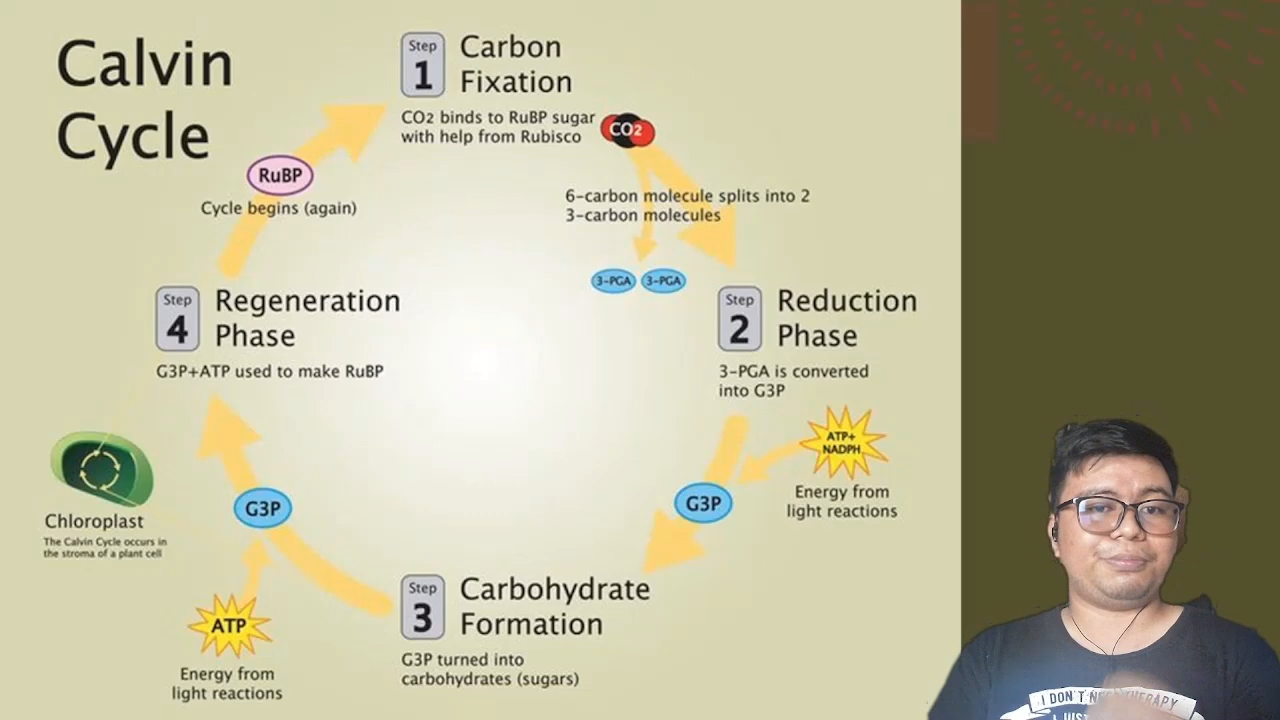 Calvin
Cycle
Step
1
Carbon
Fixation
CO2 binds to RuBP sugar
with help from Rubisco
CO2
RuBP
Cycle begins (again)
6-carbon molecule splits into 2
3-carbon molecules
3-PGA
3-PGA
Step
4
Regeneration
Phase
G3P+ATP used to make RuBP
Step
2
Reduction
Phase
3-PGA is converted
into G3P
ATP+
NADPH
Energy from
light reactions
G3P
Chloroplast
The Calvin Cycle occurs in
the stroma of a plant cell
G3P
ATP
Energy from
light reactions
Step
3
Carbohydrate
Formation
G3P turned into
carbohydrates (sugars)
I DON'T